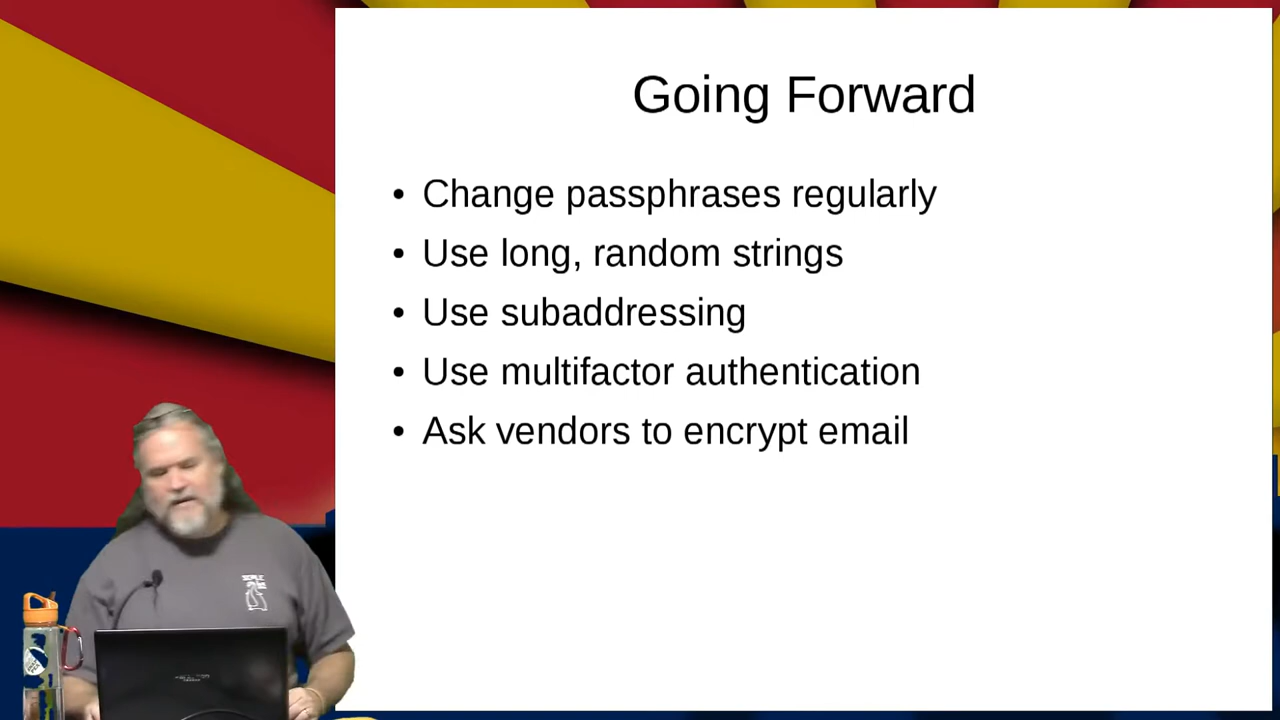 Going Forward
• Change passphrases regularly
• Use long, random strings
• Use subaddressing
• Use multifactor authentication
• Ask vendors to encrypt email